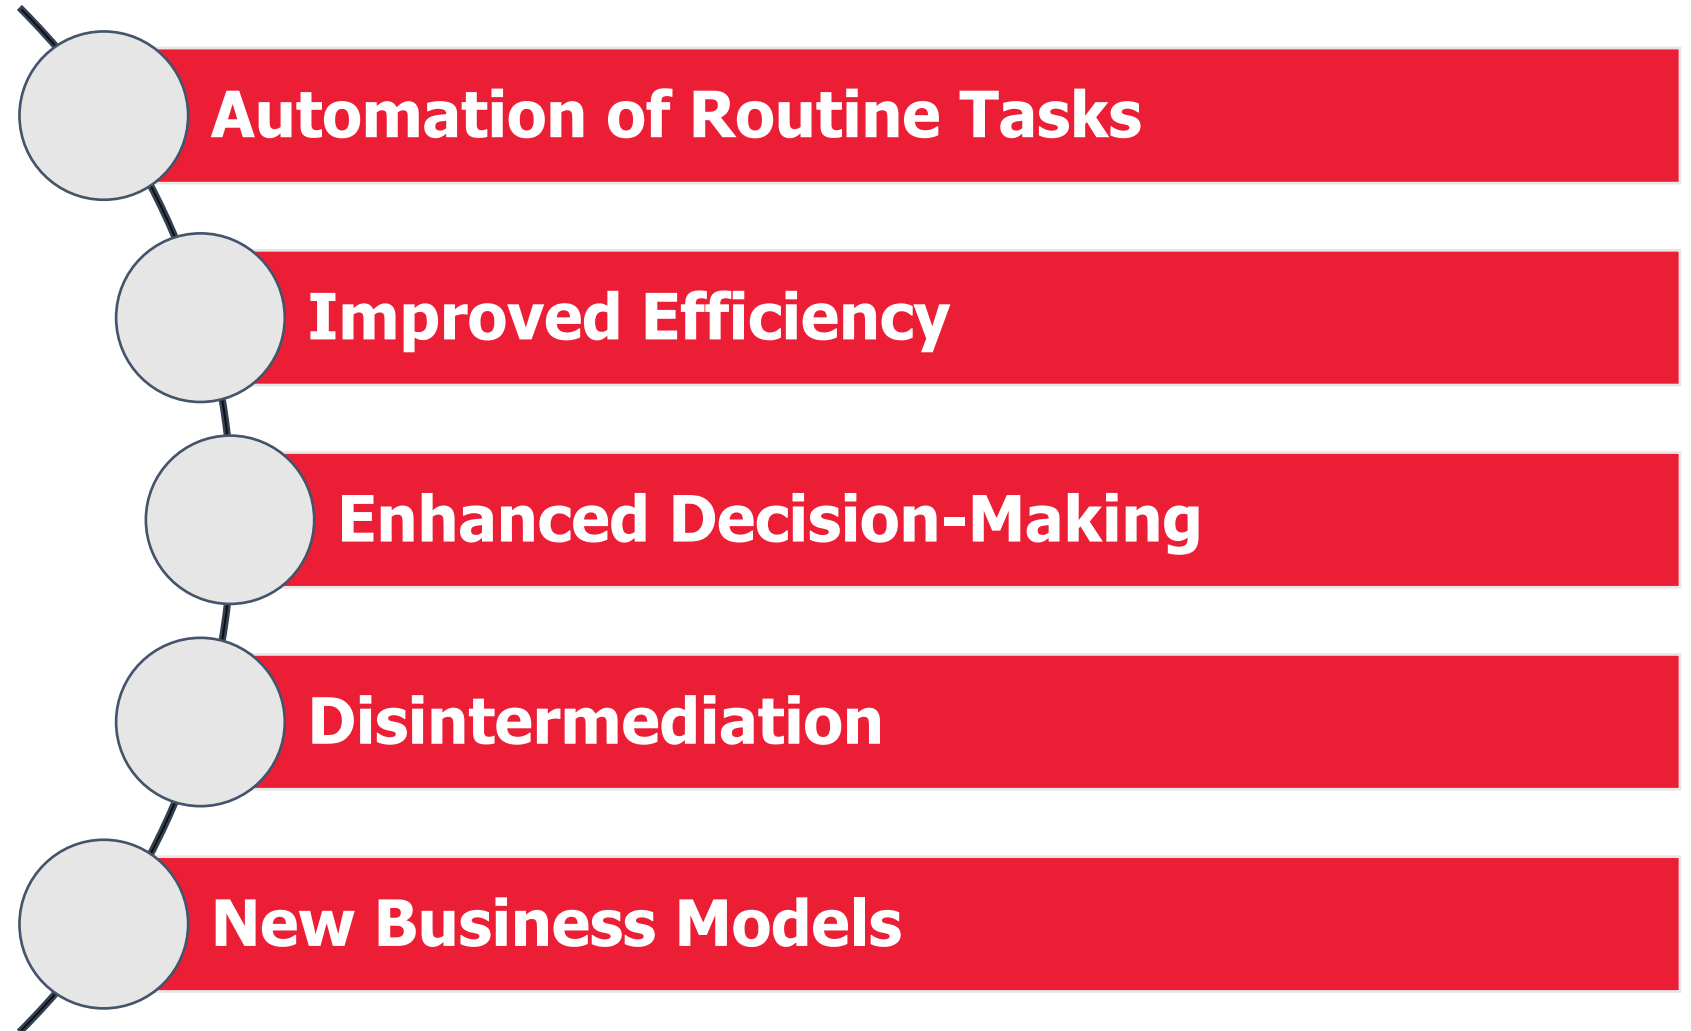 Automation of Routine Tasks
Improved Efficiency
Enhanced Decision-Making
Disintermediation
New Business Models